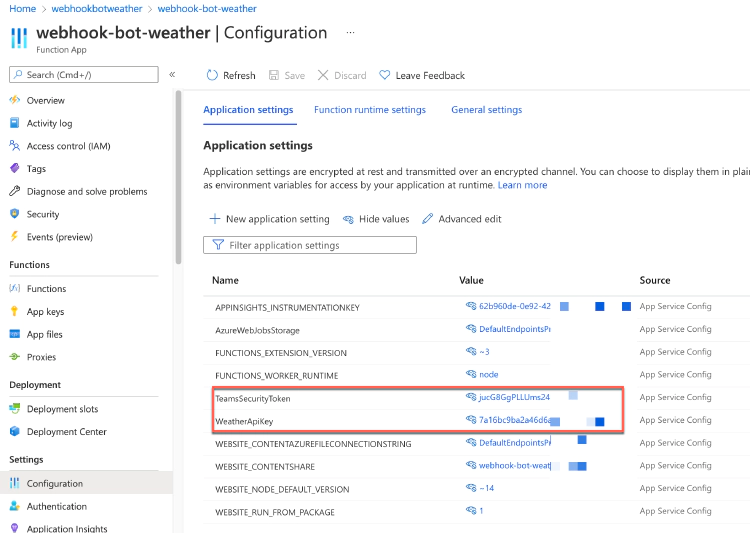 Home > webhookbotweather > webhook-bot-weather
webhook-bot-weather | Configuration ...
Function App
Search (Cmd+/)
«
Refresh Save Discard Leave Feedback
Overview
Activity log
Access control (IAM)
Tags
Diagnose and solve problems
Security
Events (preview)
Functions
Functions
App keys
App files
Proxies
Deployment
Deployment slots
Deployment Center
Settings
Configuration
Authentication
Application Insights
Application settings Function runtime settings General settings
Application settings
Application settings are encrypted at rest and transmitted over an encrypted channel. You can choose to display them in plain
as environment variables for access by your application at runtime. Learn more
New application setting Hide values Advanced edit
Filter application settings
Name Value Source
APPINSIGHTS_INSTRUMENTATIONKEY 62b960de-0e92-42 App Service Config
AzureWebJobsStorage DefaultEndpointsPr App Service Config
FUNCTIONS_EXTENSION_VERSION ~3 App Service Config
FUNCTIONS_WORKER_RUNTIME node App Service Config
TeamsSecurityToken jucG8GgPLLUms24 App Service Config
WeatherApiKey 7a16bc9ba2a46d6a App Service Config
WEBSITE_CONTENTAZUREFILECONNECTIONSTRING DefaultEndpointsPr App Service Config
WEBSITE_CONTENTSHARE webhook-bot-weat App Service Config
WEBSITE_NODE_DEFAULT_VERSION ~14 App Service Config
WEBSITE_RUN_FROM_PACKAGE 1 App Service Config